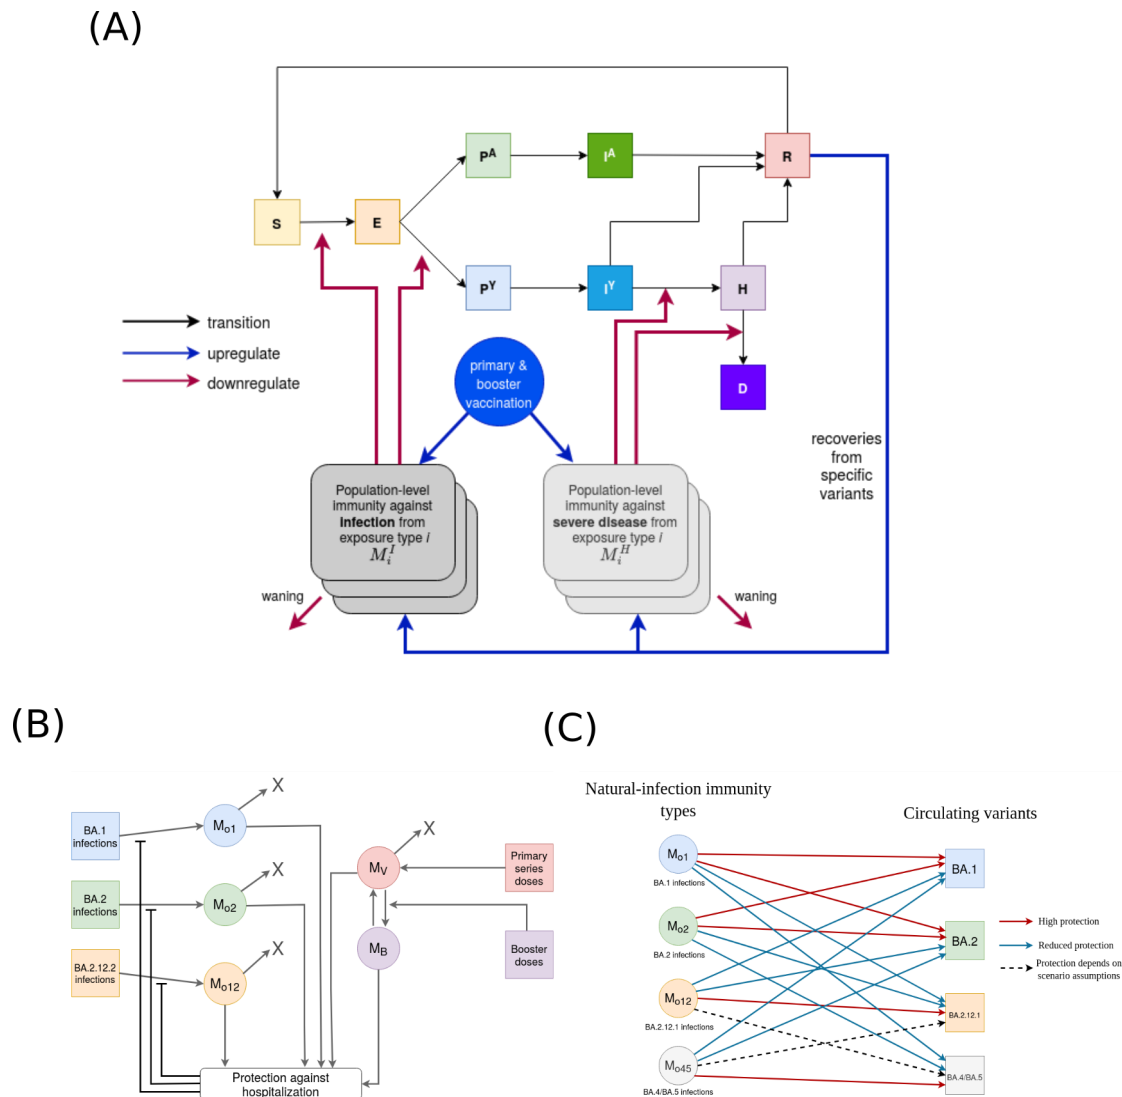 (A)
P^A
I^A
R
S
E
P^Y
I^Y
H
transition
upregulate
downregulate
primary &
booster
vaccination
D
recoveries
from
specific
variants
Population-level
immunity against
infection from
exposure type i
M_i^I
Population-level
immunity against
severe disease from
exposure type i
M_i^H
waning
waning
(B)
X
BA.1
infections
M_o1
X
X
M_V
Primary
series
doses
BA.2
infections
M_o2
M_B
Booster
doses
X
BA.2.12.2
infections
M_o12
Protection against
hospitalization
(C)
Natural-infection immunity
types
Circulating variants
M_o1
BA.1 infections
BA.1
M_o2
BA.2 infections
BA.2
M_o12
BA.2.12.1 infections
BA.2.12.1
M_o45
BA.4/BA.5 infections
BA.4/BA.5
High protection
Reduced protection
Protection depends on
scenario assumptions